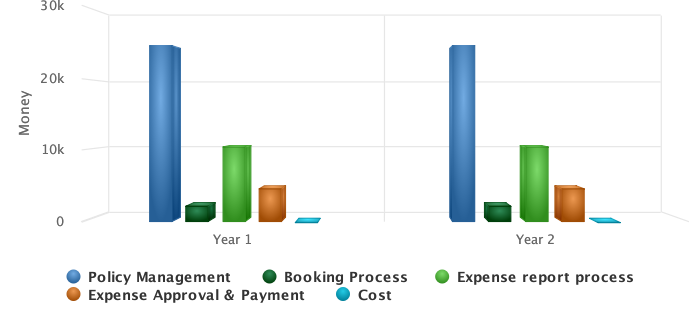 30k
20k
10k
0
Money
Year 1 Year 2
Policy Management Booking Process Expense report process
Expense Approval & Payment Cost